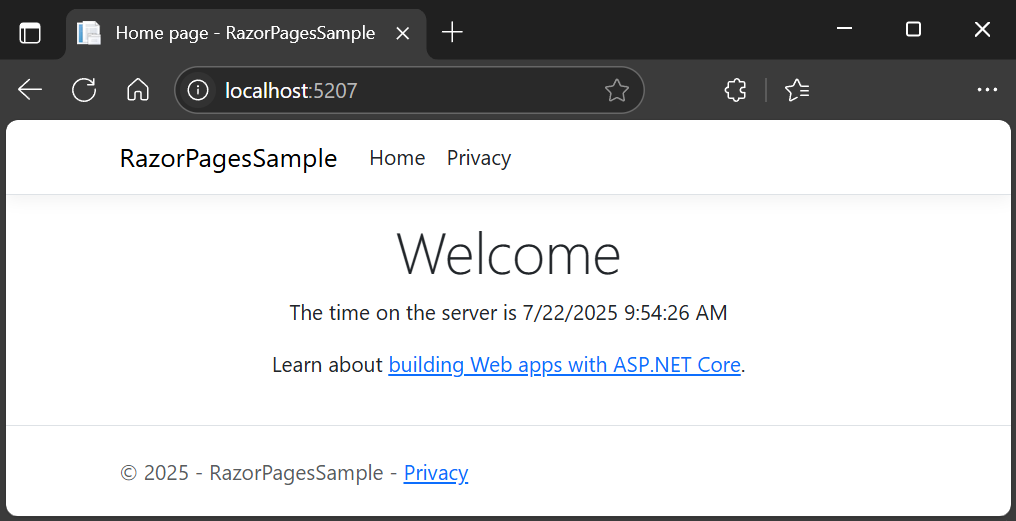 Home page - RazorPagesSample
localhost:5207
RazorPagesSample Home Privacy
Welcome
The time on the server is 7/22/2025 9:54:26 AM
Learn about building Web apps with ASP.NET Core.
© 2025 - RazorPagesSample - Privacy